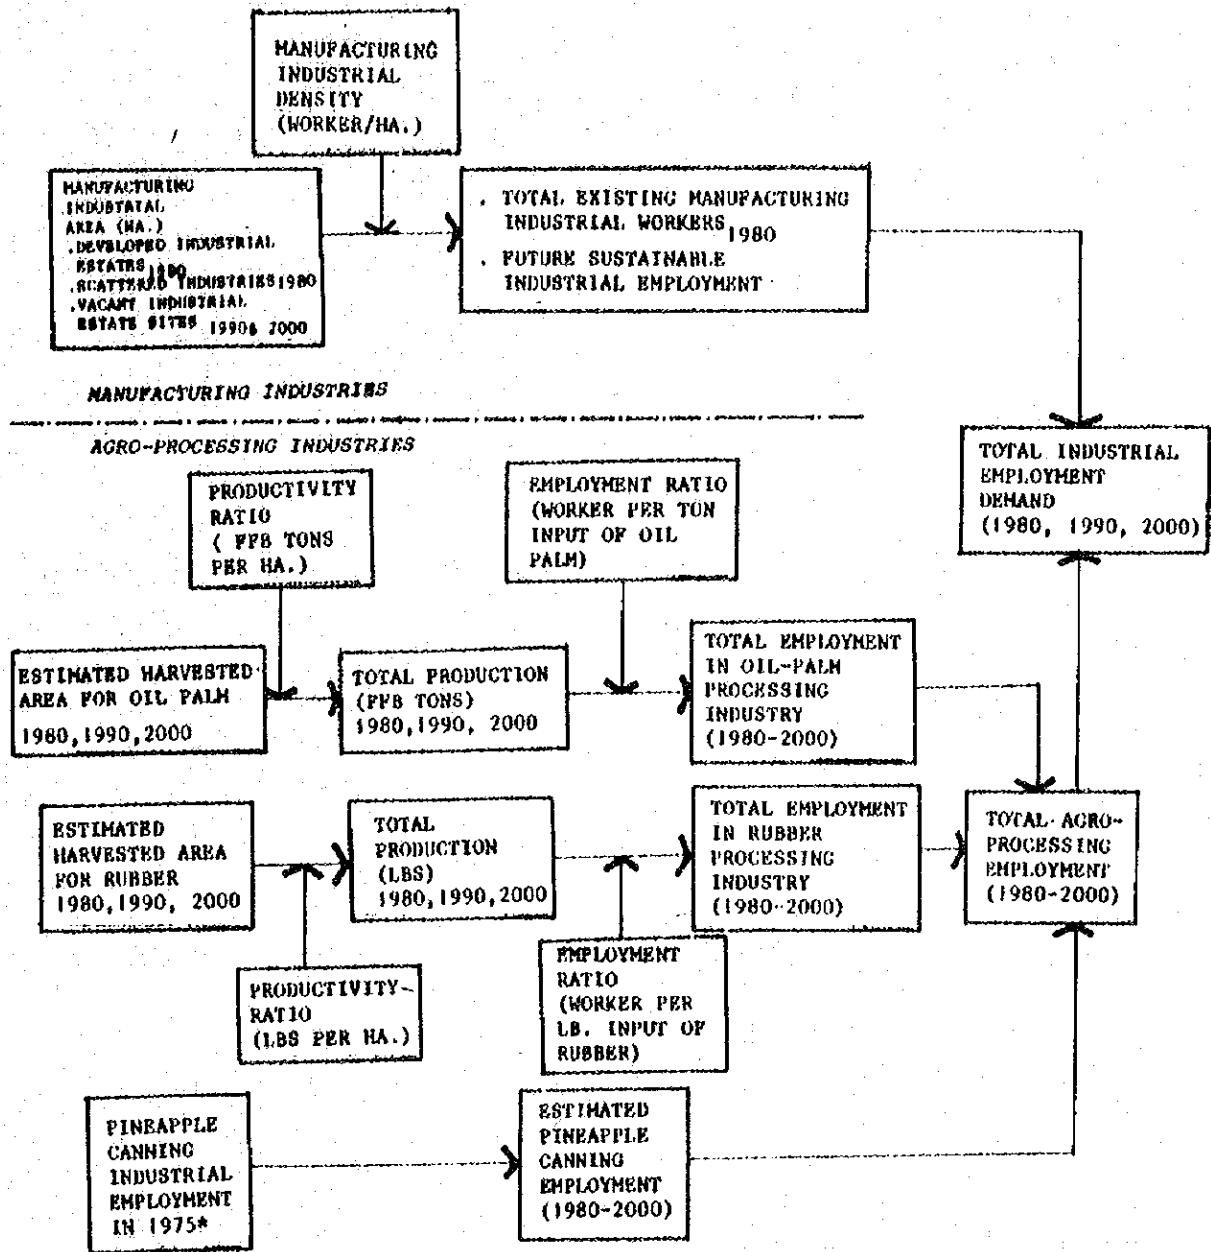 MANUFACTURING
INDUSTRIAL
DENSITY
(WORKER/HA.)
MANUFACTURING
INDUSTRIAL
AREA (HA.)
.DEVELOPED INDUSTRIAL
ESTATES 1980
.SCATTERED INDUSTRIES 1980
.VACANT INDUSTRIAL
ESTATE SITES 1990& 2000
. TOTAL EXISTING MANUFACTURING
INDUSTRIAL WORKERS 1980
. FUTURE SUSTAINABLE
INDUSTRIAL EMPLOYMENT
MANUFACTURING INDUSTRIES
AGRO-PROCESSING INDUSTRIES
PRODUCTIVITY
RATIO
( FFB TONS
PER HA.)
EMPLOYMENT RATIO
(WORKER PER TON
INPUT OF OIL
PALM)
TOTAL INDUSTRIAL
EMPLOYMENT
DEMAND
(1980, 1990, 2000)
ESTIMATED HARVESTED
AREA FOR OIL PALM
1980,1990,2000
TOTAL PRODUCTION
(FFB TONS)
1980,1990, 2000
TOTAL EMPLOYMENT
IN OIL-PALM
PROCESSING
INDUSTRY
(1980-2000)
ESTIMATED
HARVESTED AREA
FOR RUBBER
1980,1990, 2000
TOTAL
PRODUCTION
(LBS)
1980,1990,2000
TOTAL EMPLOYMENT
IN RUBBER
PROCESSING
INDUSTRY
(1980-2000)
TOTAL AGRO-
PROCESSING
EMPLOYMENT
(1980-2000)
PRODUCTIVITY-
RATIO
(LBS PER HA.)
EMPLOYMENT
RATIO
(WORKER PER
LB. INPUT OF
RUBBER)
PINEAPPLE
CANNING
INDUSTRIAL
EMPLOYMENT
IN 1975*
ESTIMATED
PINEAPPLE
CANNING
EMPLOYMENT
(1980-2000)